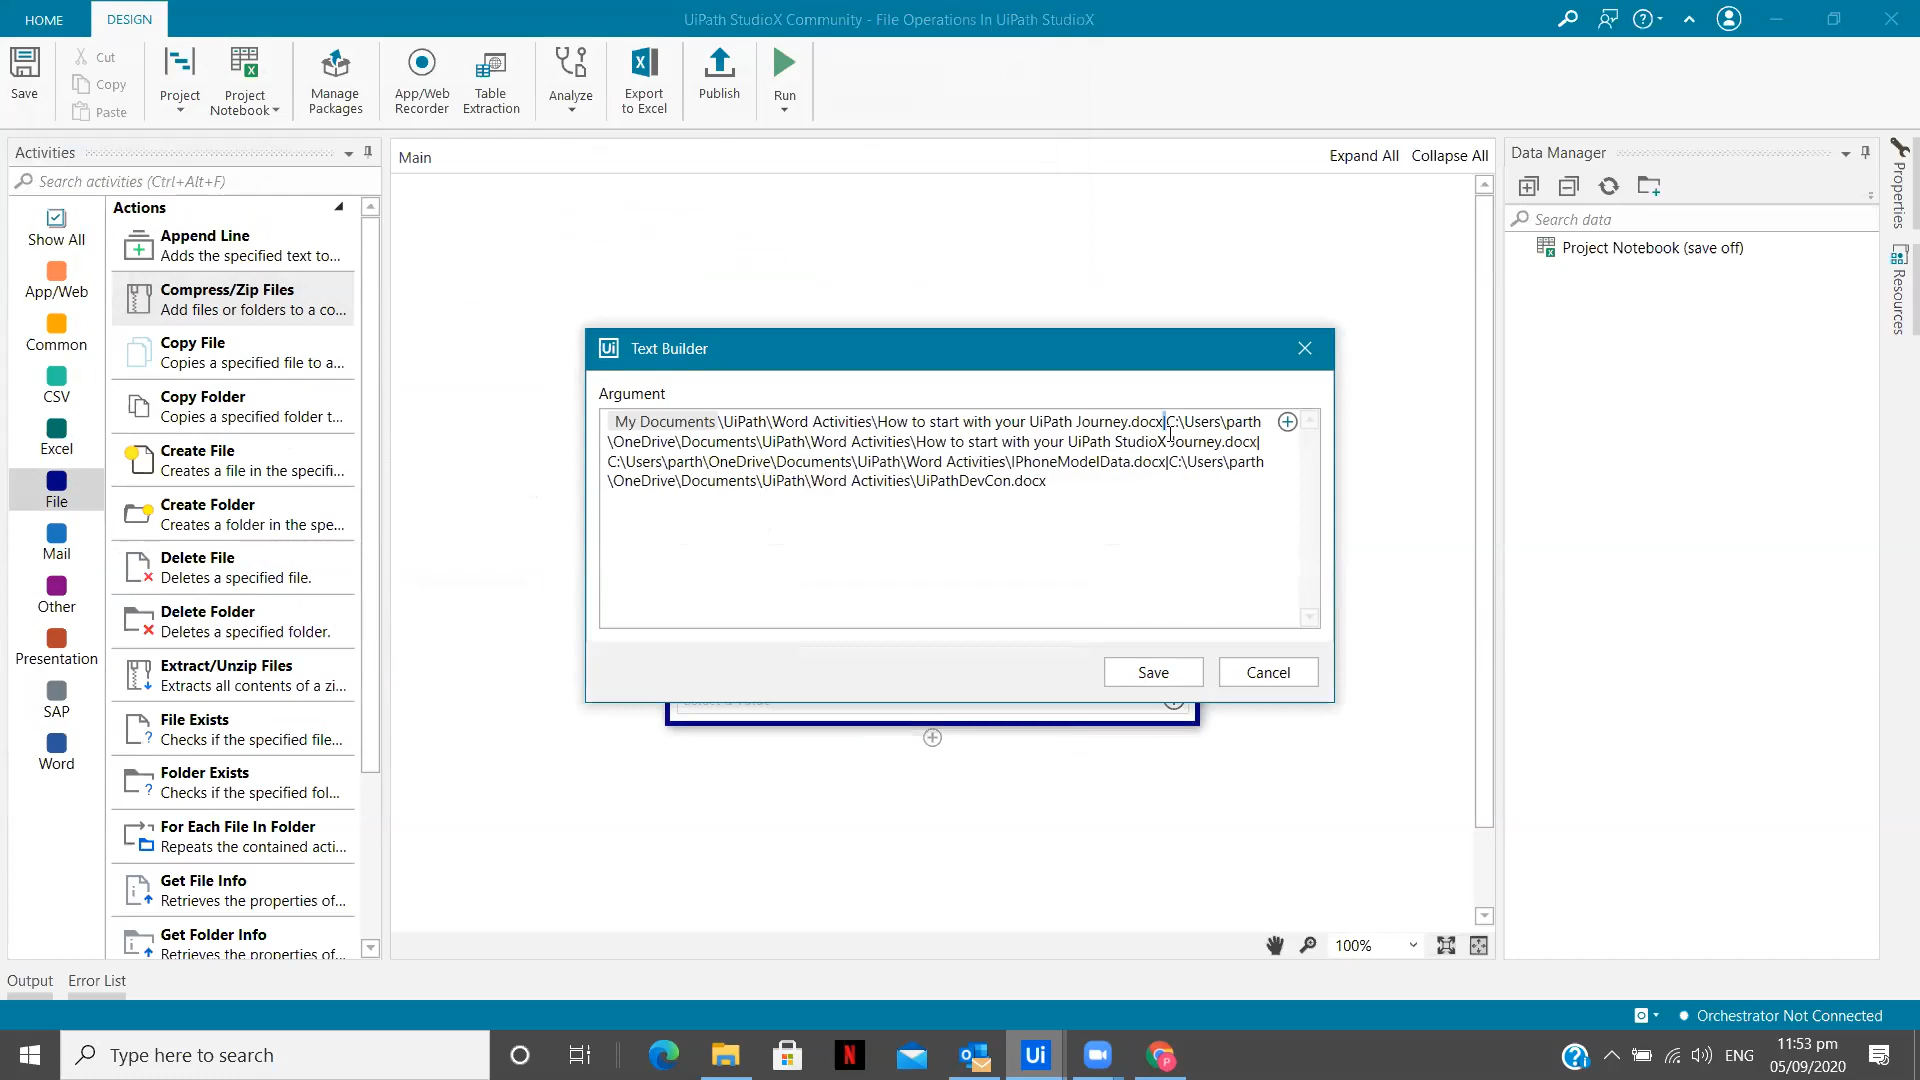 HOME
DESIGN
UiPath StudioX Community - File Operations In UiPath StudioX
Save
Cut
Copy
Paste
Project
Project Notebook
Manage Packages
App/Web Recorder
Table Extraction
Analyze
Export to Excel
Publish
Run
Activities
Search activities (Ctrl+Alt+F)
Show All
App/Web
Common
CSV
Excel
File
Mail
Other
Presentation
SAP
Word
Actions
Append Line
Adds the specified text to...
Compress/Zip Files
Add files or folders to a co...
Copy File
Copies a specified file to a...
Copy Folder
Copies a specified folder t...
Create File
Creates a file in the specifi...
Create Folder
Creates a folder in the spe...
Delete File
Deletes a specified file.
Delete Folder
Deletes a specified folder.
Extract/Unzip Files
Extracts all contents of a zi...
File Exists
Checks if the specified file...
Folder Exists
Checks if the specified fol...
For Each File In Folder
Repeats the contained acti...
Get File Info
Retrieves the properties of...
Get Folder Info
Retrieves the properties of...
Main
Expand All
Collapse All
Ui
Text Builder
Argument
My Documents\UiPath\Word Activities\How to start with your UiPath Journey.docx|C:\Users\parth
\OneDrive\Documents\UiPath\Word Activities\How to start with your UiPath StudioX Journey.docx|
C:\Users\parth\OneDrive\Documents\UiPath\Word Activities\IPhoneModelData.docx|C:\Users\parth
\OneDrive\Documents\UiPath\Word Activities\UiPathDevCon.docx
Save
Cancel
100%
Data Manager
Search data
Project Notebook (save off)
Properties
Resources
Output
Error List
Orchestrator Not Connected
Type here to search
Ui
ENG
11:53 pm
05/09/2020